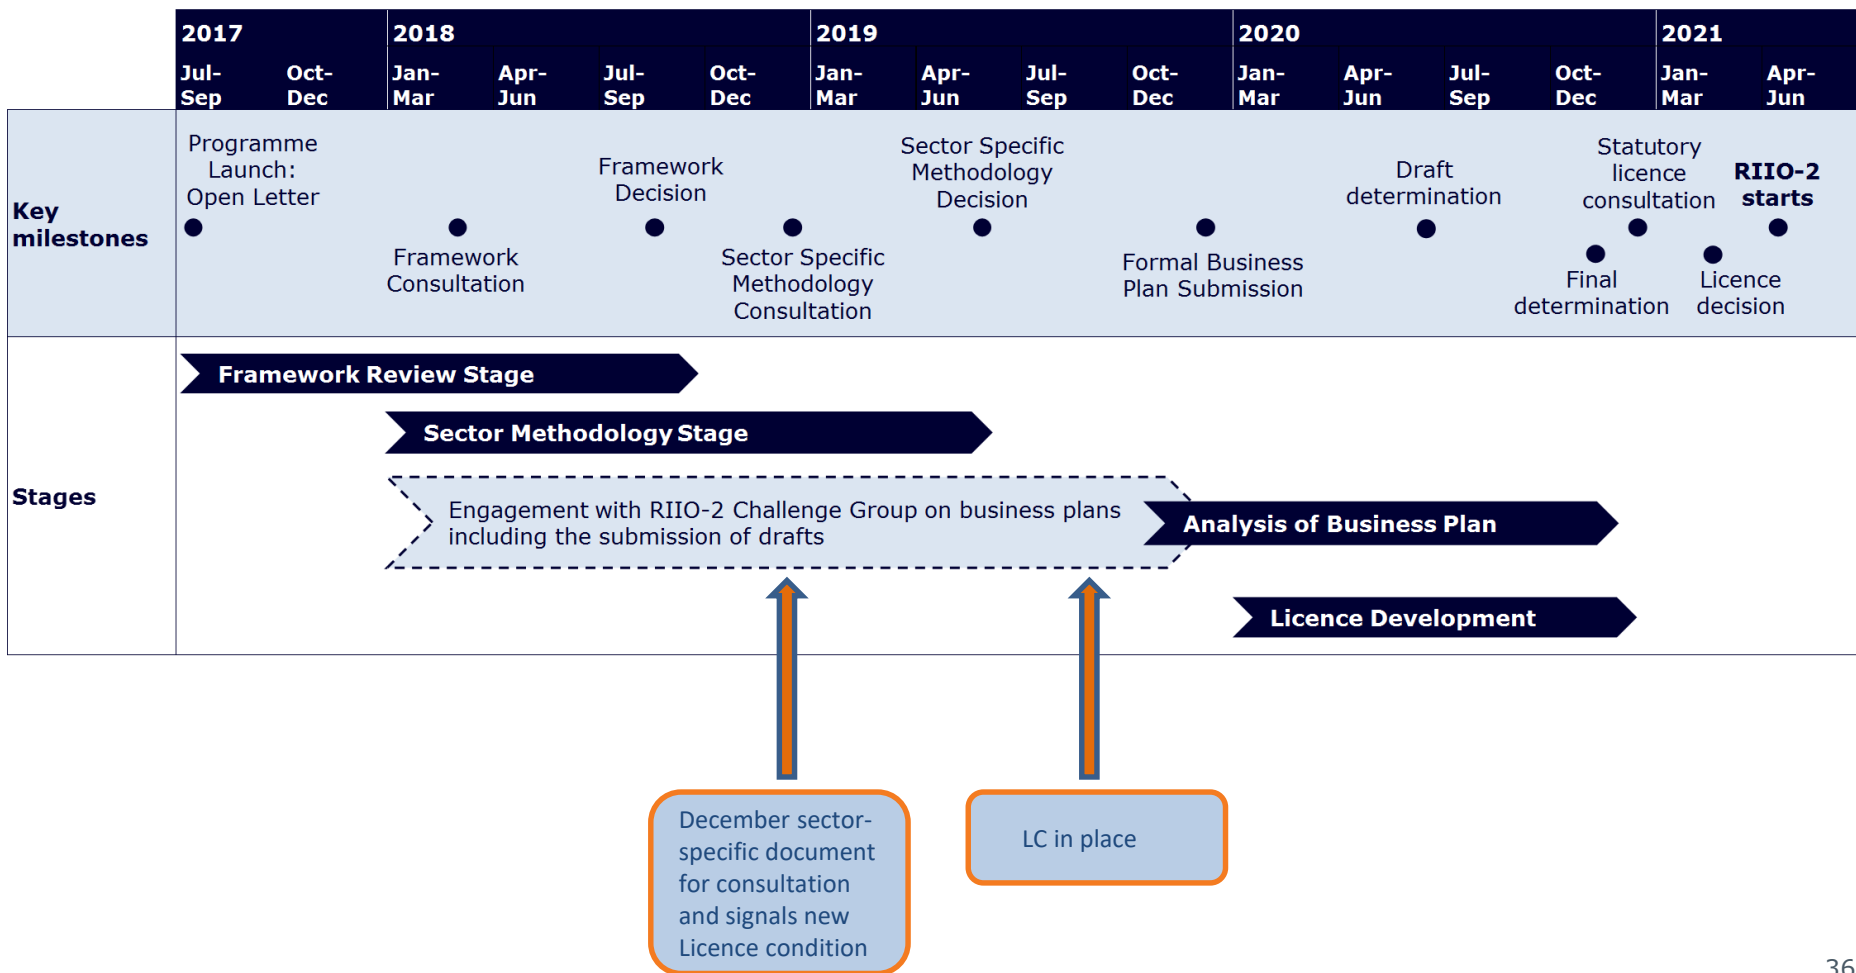 2017 2018 2019 2020 2021
Jul– Oct– Jan– Apr– Jul– Oct– Jan– Apr– Jul– Oct– Jan– Apr– Jul– Oct– Jan– Apr–
Sep Dec Mar Jun Sep Dec Mar Jun Sep Dec Mar Jun Sep Dec Mar Jun
Key
milestones
Programme
Launch:
Open Letter
Framework
Consultation
Framework
Decision
Sector Specific
Methodology
Consultation
Sector Specific
Methodology
Decision
Formal Business
Plan Submission
Draft
determination
Final
determination
Statutory
licence
consultation
Licence
decision
RIIO-2
starts
Stages
Framework Review Stage
Sector Methodology Stage
Engagement with RIIO-2 Challenge Group on business plans
including the submission of drafts
Analysis of Business Plan
Licence Development
December sector-
specific document
for consultation
and signals new
Licence condition
LC in place
36